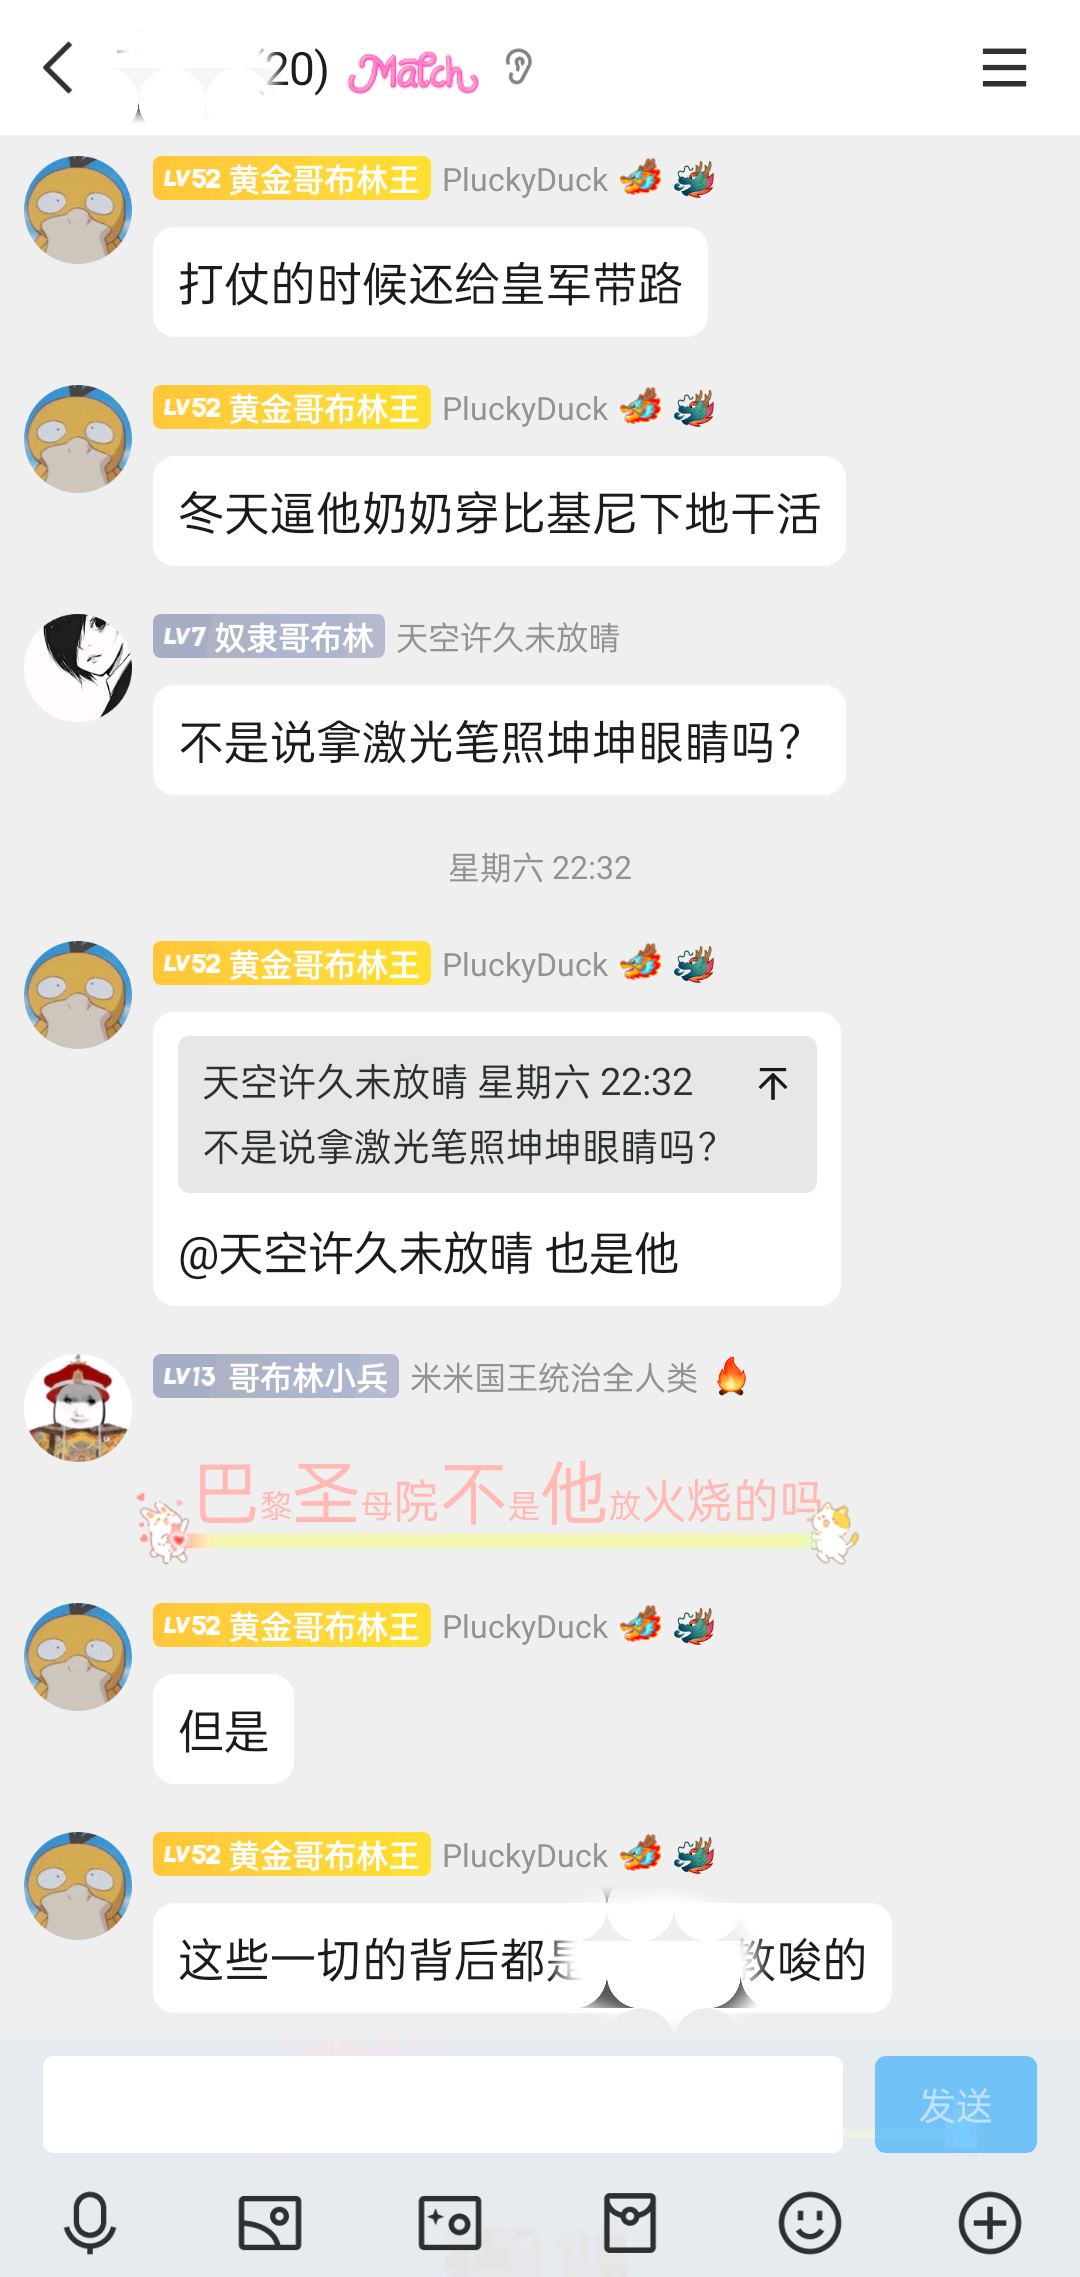 20)
Match
LV52 黄金哥布林王 PluckyDuck
打仗的时候还给皇军带路
LV52 黄金哥布林王 PluckyDuck
冬天逼他奶奶穿比基尼下地干活
LV7 奴隶哥布林 天空许久未放晴
不是说拿激光笔照坤坤眼睛吗？
星期六 22:32
LV52 黄金哥布林王 PluckyDuck
天空许久未放晴 星期六 22:32
不是说拿激光笔照坤坤眼睛吗？
@天空许久未放晴 也是他
LV13 哥布林小兵 米米国王统治全人类
巴黎圣母院不是他放火烧的吗
LV52 黄金哥布林王 PluckyDuck
但是
LV52 黄金哥布林王 PluckyDuck
这些一切的背后都是 教唆的
发送